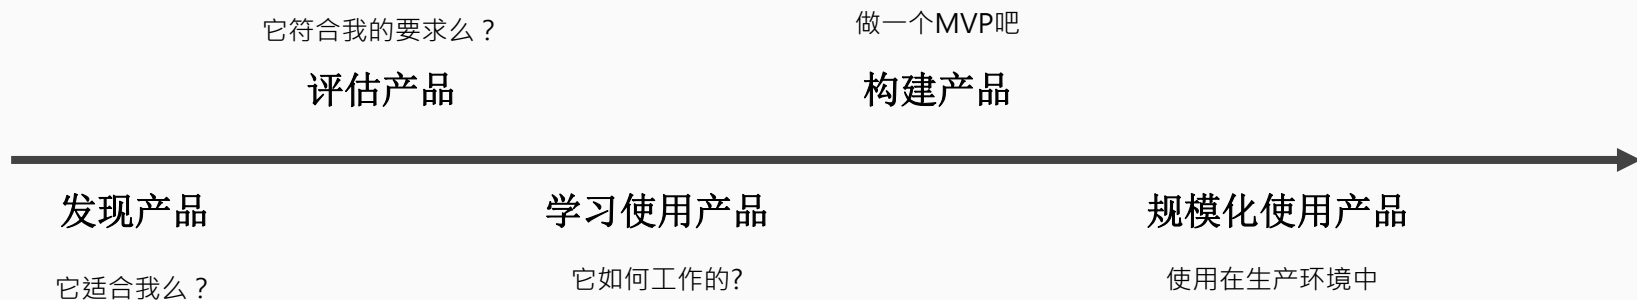 它符合我的要求么？
做一个MVP吧
评估产品
构建产品
发现产品
学习使用产品
规模化使用产品
它适合我么？
它如何工作的?
使用在生产环境中